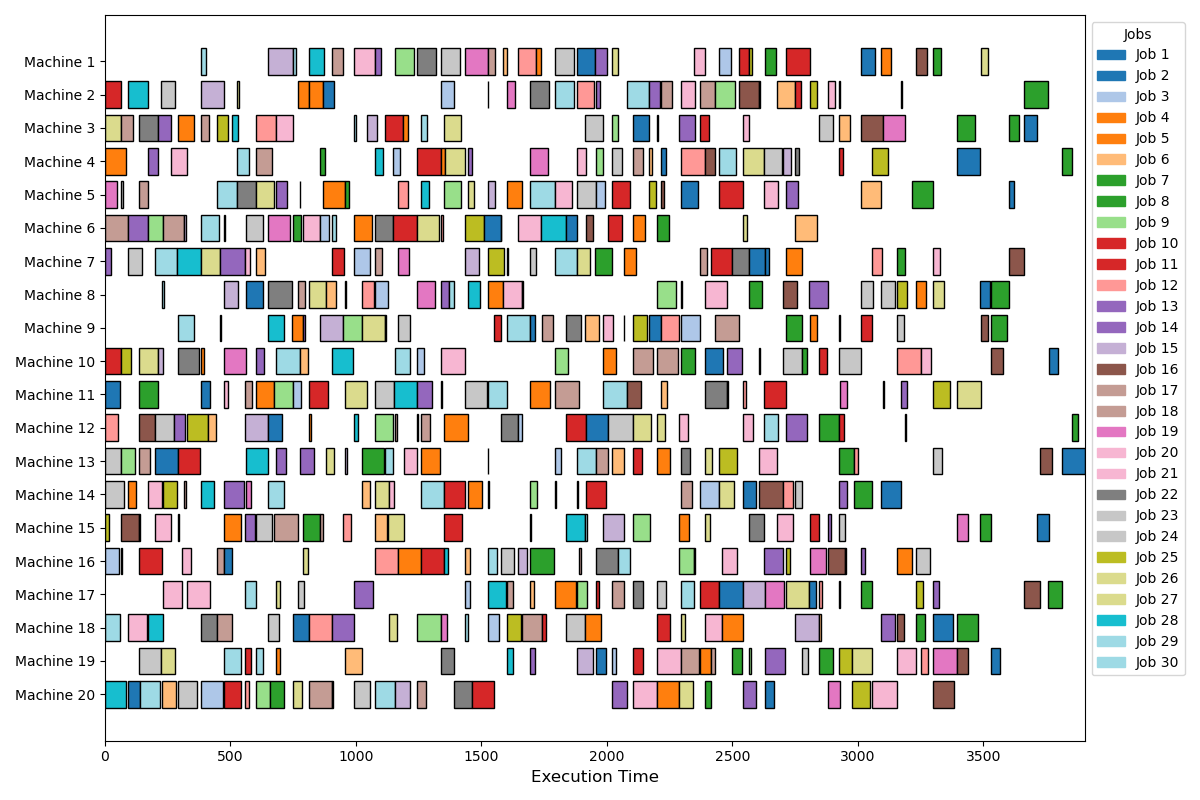 Machine 1
Machine 2
Machine 3
Machine 4
Machine 5
Machine 6
Machine 7
Machine 8
Machine 9
Machine 10
Machine 11
Machine 12
Machine 13
Machine 14
Machine 15
Machine 16
Machine 17
Machine 18
Machine 19
Machine 20
0 500 1000 1500 2000 2500 3000 3500
Execution Time
Jobs
Job 1
Job 2
Job 3
Job 4
Job 5
Job 6
Job 7
Job 8
Job 9
Job 10
Job 11
Job 12
Job 13
Job 14
Job 15
Job 16
Job 17
Job 18
Job 19
Job 20
Job 21
Job 22
Job 23
Job 24
Job 25
Job 26
Job 27
Job 28
Job 29
Job 30